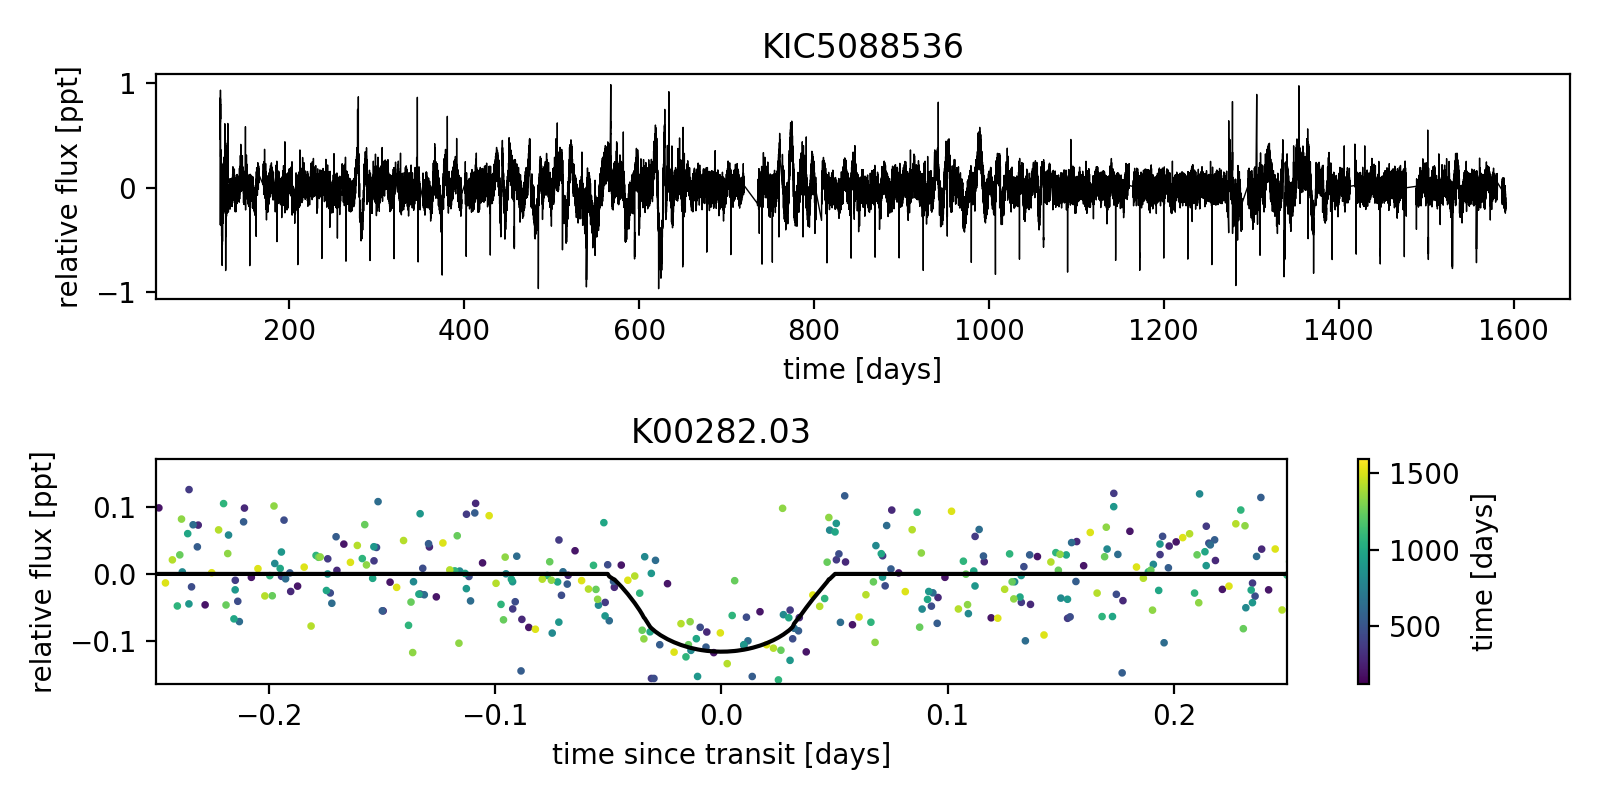 KIC5088536
relative flux [ppt]
1
0
−1
200 400 600 800 1000 1200 1400 1600
time [days]
K00282.03
relative flux [ppt]
0.1
0.0
−0.1
−0.2 −0.1 0.0 0.1 0.2
time since transit [days]
1500
1000
500
time [days]